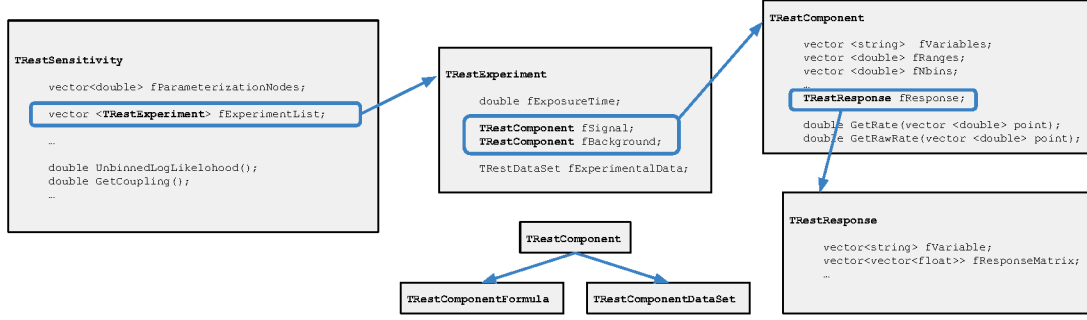 TRestSensitivity
vector<double> fParameterizationNodes;
vector <TRestExperiment> fExperimentList;
…
double UnbinnedLogLikelohood();
double GetCoupling();
…
TRestExperiment
double fExposureTime;
TRestComponent fSignal;
TRestComponent fBackground;
TRestDataSet fExperimentalData;
TRestComponent
vector <string> fVariables;
vector <double> fRanges;
vector <double> fNbins;
…
TRestResponse fResponse;
double GetRate(vector <double> point);
double GetRawRate(vector <double> point);
TRestResponse
vector<string> fVariable;
vector<vector<float>> fResponseMatrix;
…
TRestComponent
TRestComponentFormula
TRestComponentDataSet